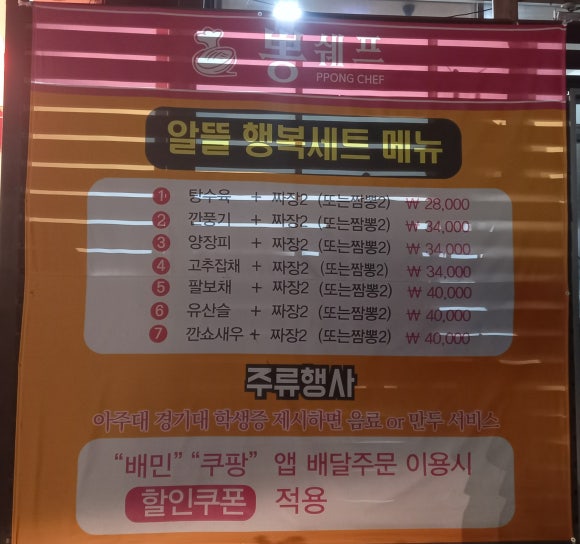 뽕쉐프
PPONG CHEF
알뜰 행복세트 메뉴
1 탕수육 + 짜장2 (또는짬뽕2) ₩ 28,000
2 깐풍기 + 짜장2 (또는짬뽕2) ₩ 34,000
3 양장피 + 짜장2 (또는짬뽕2) ₩ 34,000
4 고추잡채 + 짜장2 (또는짬뽕2) ₩ 34,000
5 팔보채 + 짜장2 (또는짬뽕2) ₩ 40,000
6 유산슬 + 짜장2 (또는짬뽕2) ₩ 40,000
7 깐쇼새우 + 짜장2 (또는짬뽕2) ₩ 40,000
주류행사
아주대 경기대 학생증 제시하면 음료 or 만두 서비스
“배민” “쿠팡” 앱 배달주문 이용시
할인쿠폰 적용